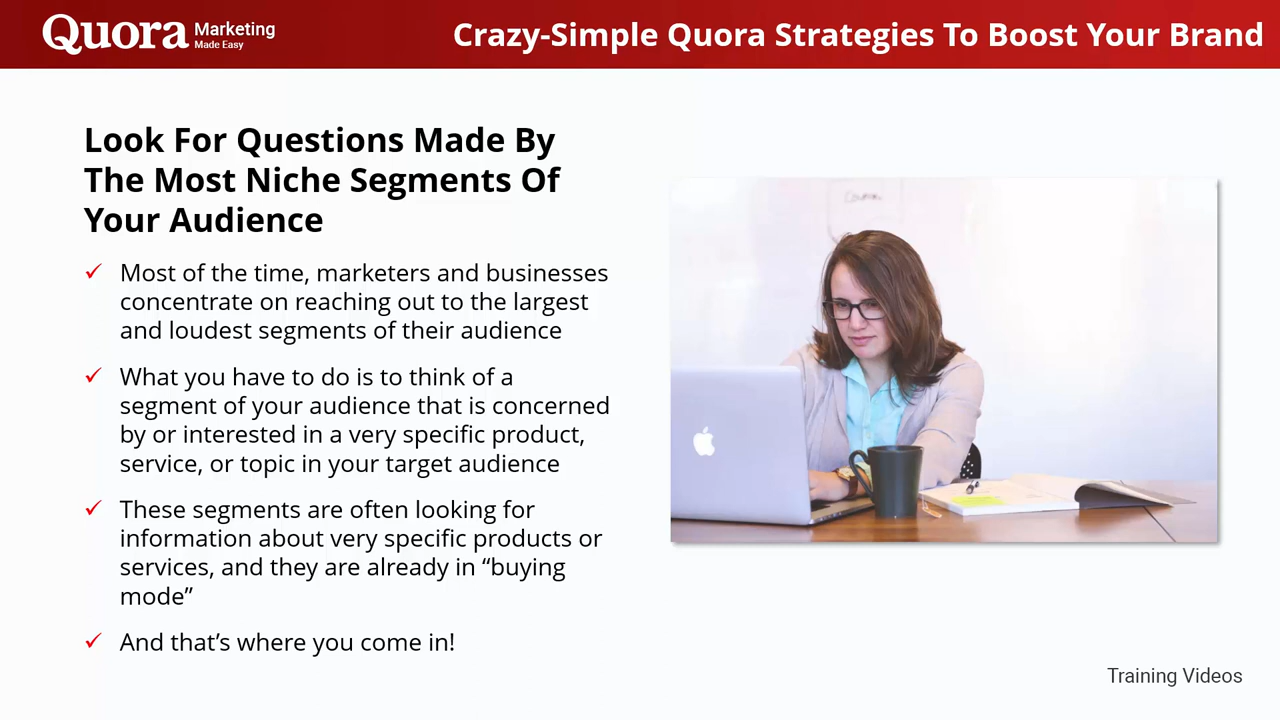 Quora Marketing
Made Easy
Crazy-Simple Quora Strategies To Boost Your Brand
Look For Questions Made By
The Most Niche Segments Of
Your Audience
✓ Most of the time, marketers and businesses
concentrate on reaching out to the largest
and loudest segments of their audience
✓ What you have to do is to think of a
segment of your audience that is concerned
by or interested in a very specific product,
service, or topic in your target audience
✓ These segments are often looking for
information about very specific products or
services, and they are already in “buying
mode”
✓ And that’s where you come in!
Training Videos